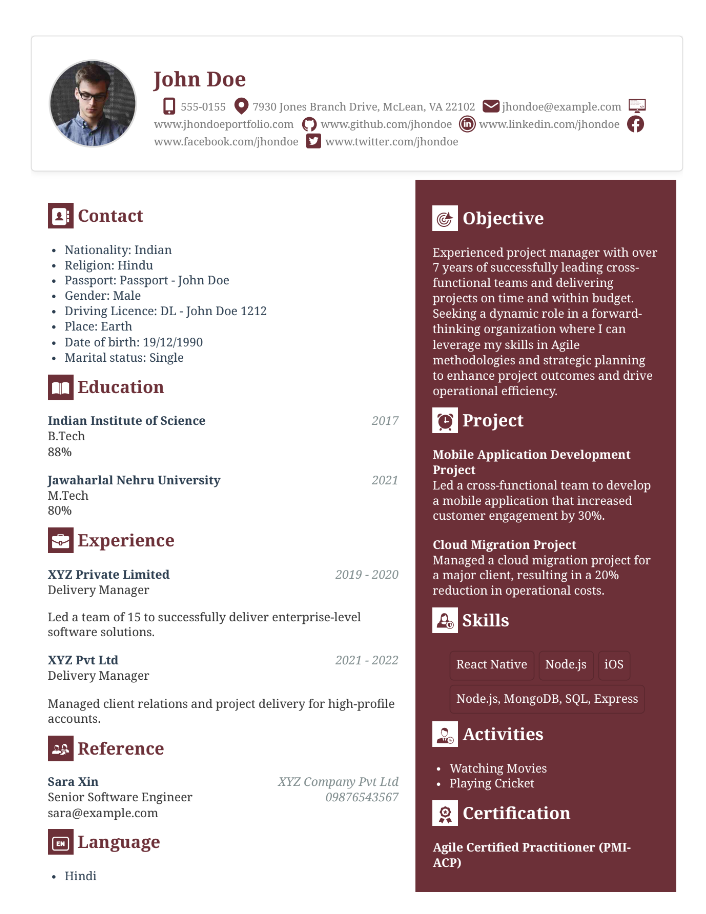 John Doe
555-0155 7930 Jones Branch Drive, McLean, VA 22102 jhondoe@example.com
www.jhondoeportfolio.com www.github.com/jhondoe www.linkedin.com/jhondoe
www.facebook.com/jhondoe www.twitter.com/jhondoe
Contact
• Nationality: Indian
• Religion: Hindu
• Passport: Passport - John Doe
• Gender: Male
• Driving Licence: DL - John Doe 1212
• Place: Earth
• Date of birth: 19/12/1990
• Marital status: Single
Education
Indian Institute of Science 2017
B.Tech
88%
Jawaharlal Nehru University 2021
M.Tech
80%
Experience
XYZ Private Limited 2019 - 2020
Delivery Manager
Led a team of 15 to successfully deliver enterprise-level
software solutions.
XYZ Pvt Ltd 2021 - 2022
Delivery Manager
Managed client relations and project delivery for high-profile
accounts.
Reference
Sara Xin XYZ Company Pvt Ltd
Senior Software Engineer 09876543567
sara@example.com
EN Language
• Hindi
Objective
Experienced project manager with over
7 years of successfully leading cross-
functional teams and delivering
projects on time and within budget.
Seeking a dynamic role in a forward-
thinking organization where I can
leverage my skills in Agile
methodologies and strategic planning
to enhance project outcomes and drive
operational efficiency.
Project
Mobile Application Development
Project
Led a cross-functional team to develop
a mobile application that increased
customer engagement by 30%.
Cloud Migration Project
Managed a cloud migration project for
a major client, resulting in a 20%
reduction in operational costs.
Skills
React Native Node.js iOS
Node.js, MongoDB, SQL, Express
Activities
• Watching Movies
• Playing Cricket
Certification
Agile Certified Practitioner (PMI-
ACP)